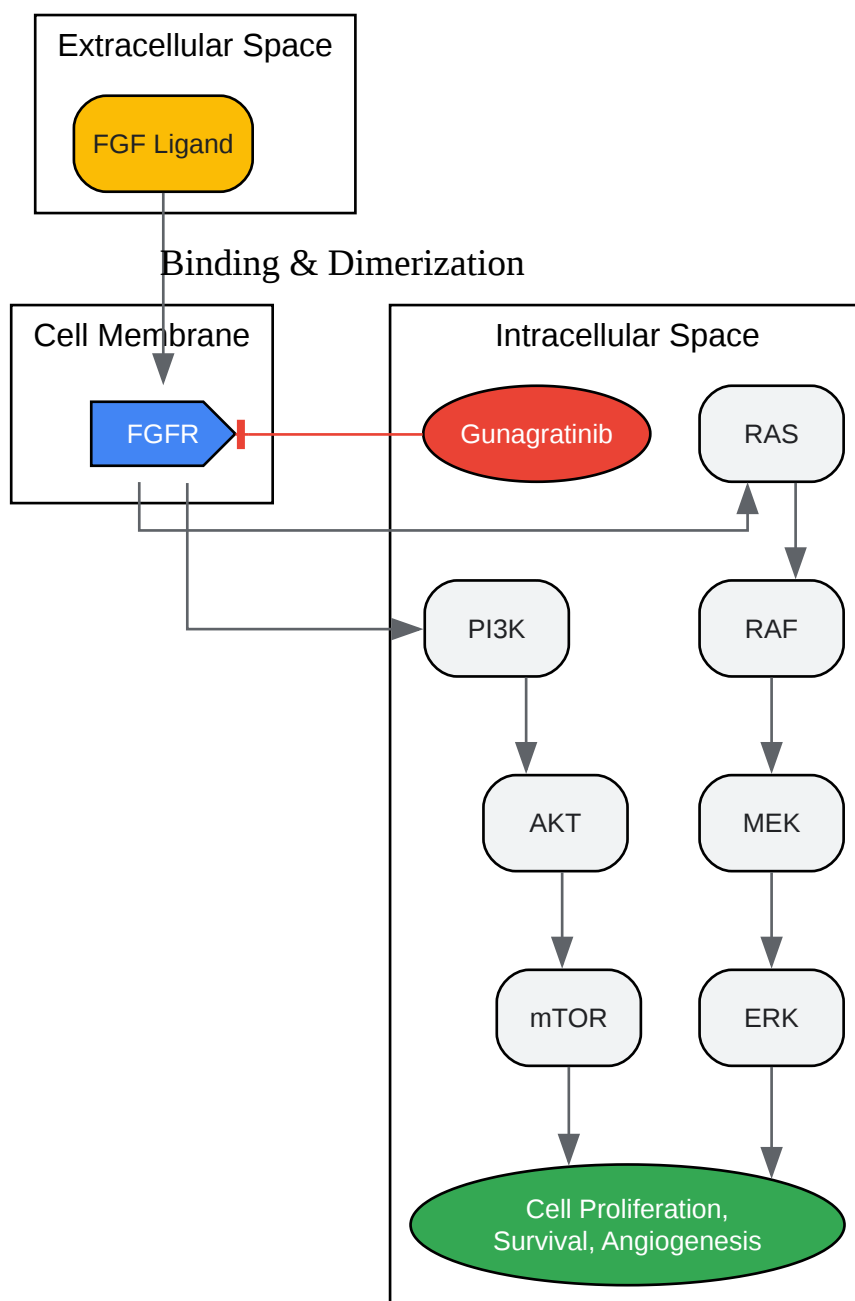 Extracellular Space
FGF Ligand
Binding & Dimerization
Cell Membrane
Intracellular Space
FGFR
Gunagratinib
RAS
PI3K
RAF
AKT
MEK
mTOR
ERK
Cell Proliferation,
Survival, Angiogenesis